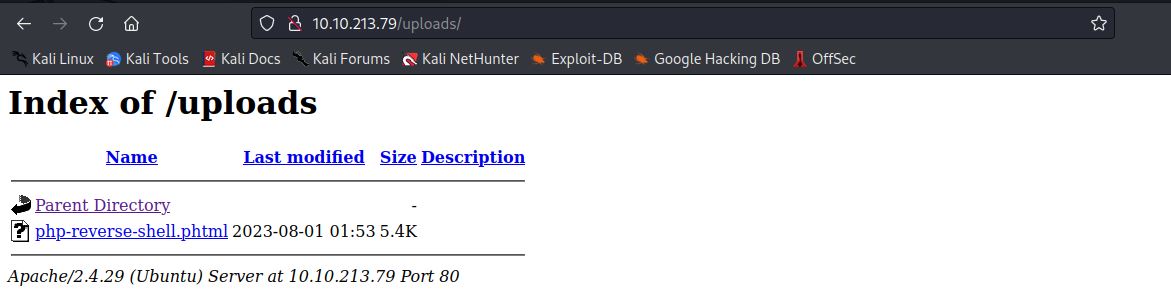 10.10.213.79/uploads/
Kali Linux Kali Tools Kali Docs Kali Forums Kali NetHunter Exploit-DB Google Hacking DB OffSec
Index of /uploads
Name Last modified Size Description
Parent Directory -
php-reverse-shell.phtml 2023-08-01 01:53 5.4K
Apache/2.4.29 (Ubuntu) Server at 10.10.213.79 Port 80